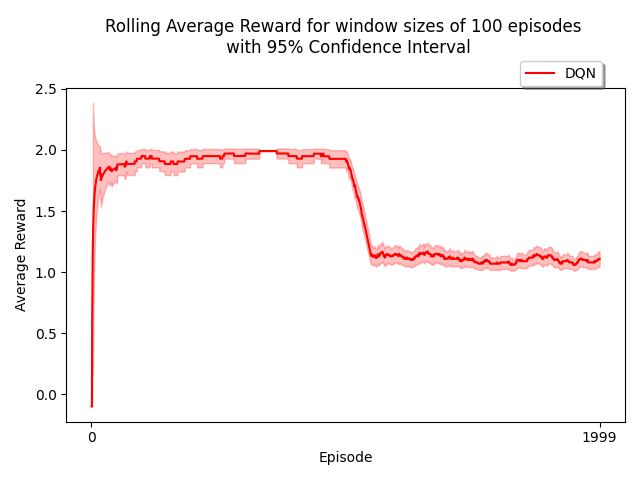 Rolling Average Reward for window sizes of 100 episodes
with 95% Confidence Interval
DQN
2.5
2.0
1.5
1.0
0.5
0.0
Average Reward
0
1999
Episode